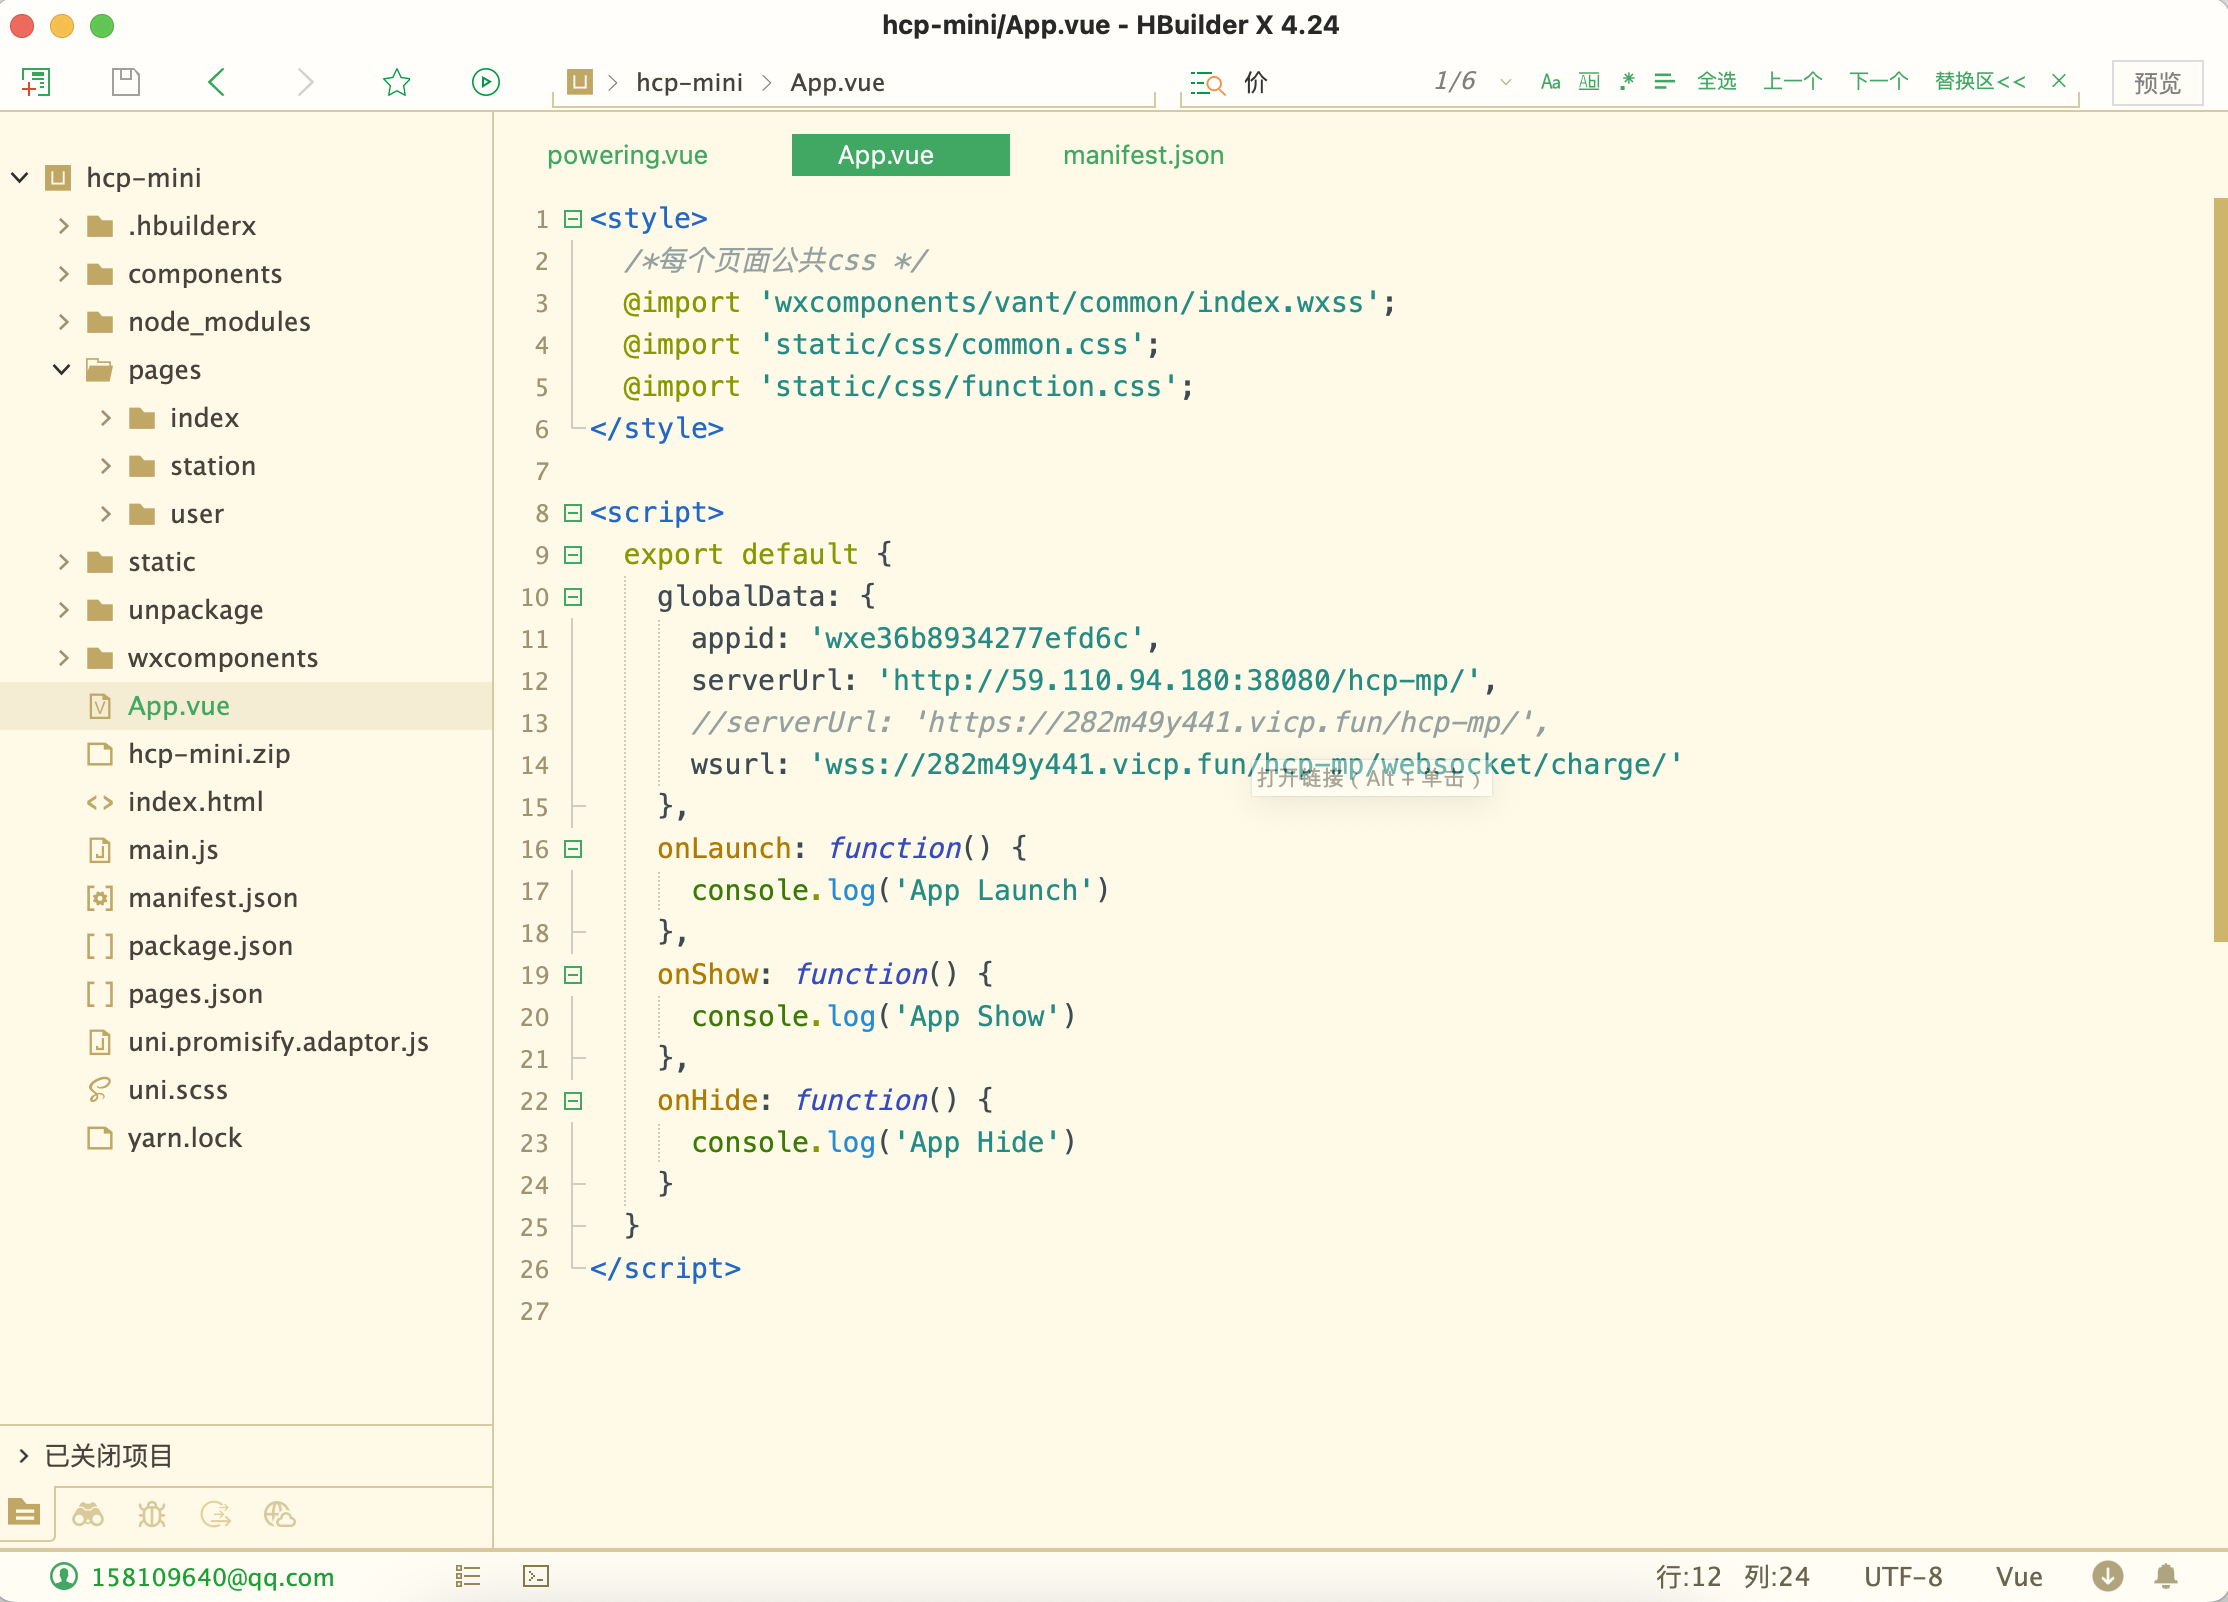 hcp-mini/App.vue - HBuilder X 4.24
hcp-mini App.vue
价 1/6 Aa Ab| .* 全选 上一个 下一个 替换区<< 预览
hcp-mini
.hbuilderx
components
node_modules
pages
index
station
user
static
unpackage
wxcomponents
App.vue
hcp-mini.zip
index.html
main.js
manifest.json
package.json
pages.json
uni.promisify.adaptor.js
uni.scss
yarn.lock
已关闭项目
powering.vue App.vue manifest.json
1 <style>
2 /*每个页面公共css */
3 @import 'wxcomponents/vant/common/index.wxss';
4 @import 'static/css/common.css';
5 @import 'static/css/function.css';
6 </style>
7
8 <script>
9 export default {
10 globalData: {
11 appid: 'wxe36b8934277efd6c',
12 serverUrl: 'http://59.110.94.180:38080/hcp-mp/',
13 //serverUrl: 'https://282m49y441.vicp.fun/hcp-mp/',
14 wsurl: 'wss://282m49y441.vicp.fun/hcp-mp/websocket/charge/'
打开链接（Alt + 单击）
15 },
16 onLaunch: function() {
17 console.log('App Launch')
18 },
19 onShow: function() {
20 console.log('App Show')
21 },
22 onHide: function() {
23 console.log('App Hide')
24 }
25 }
26 </script>
27
158109640@qq.com 行:12 列:24 UTF-8 Vue